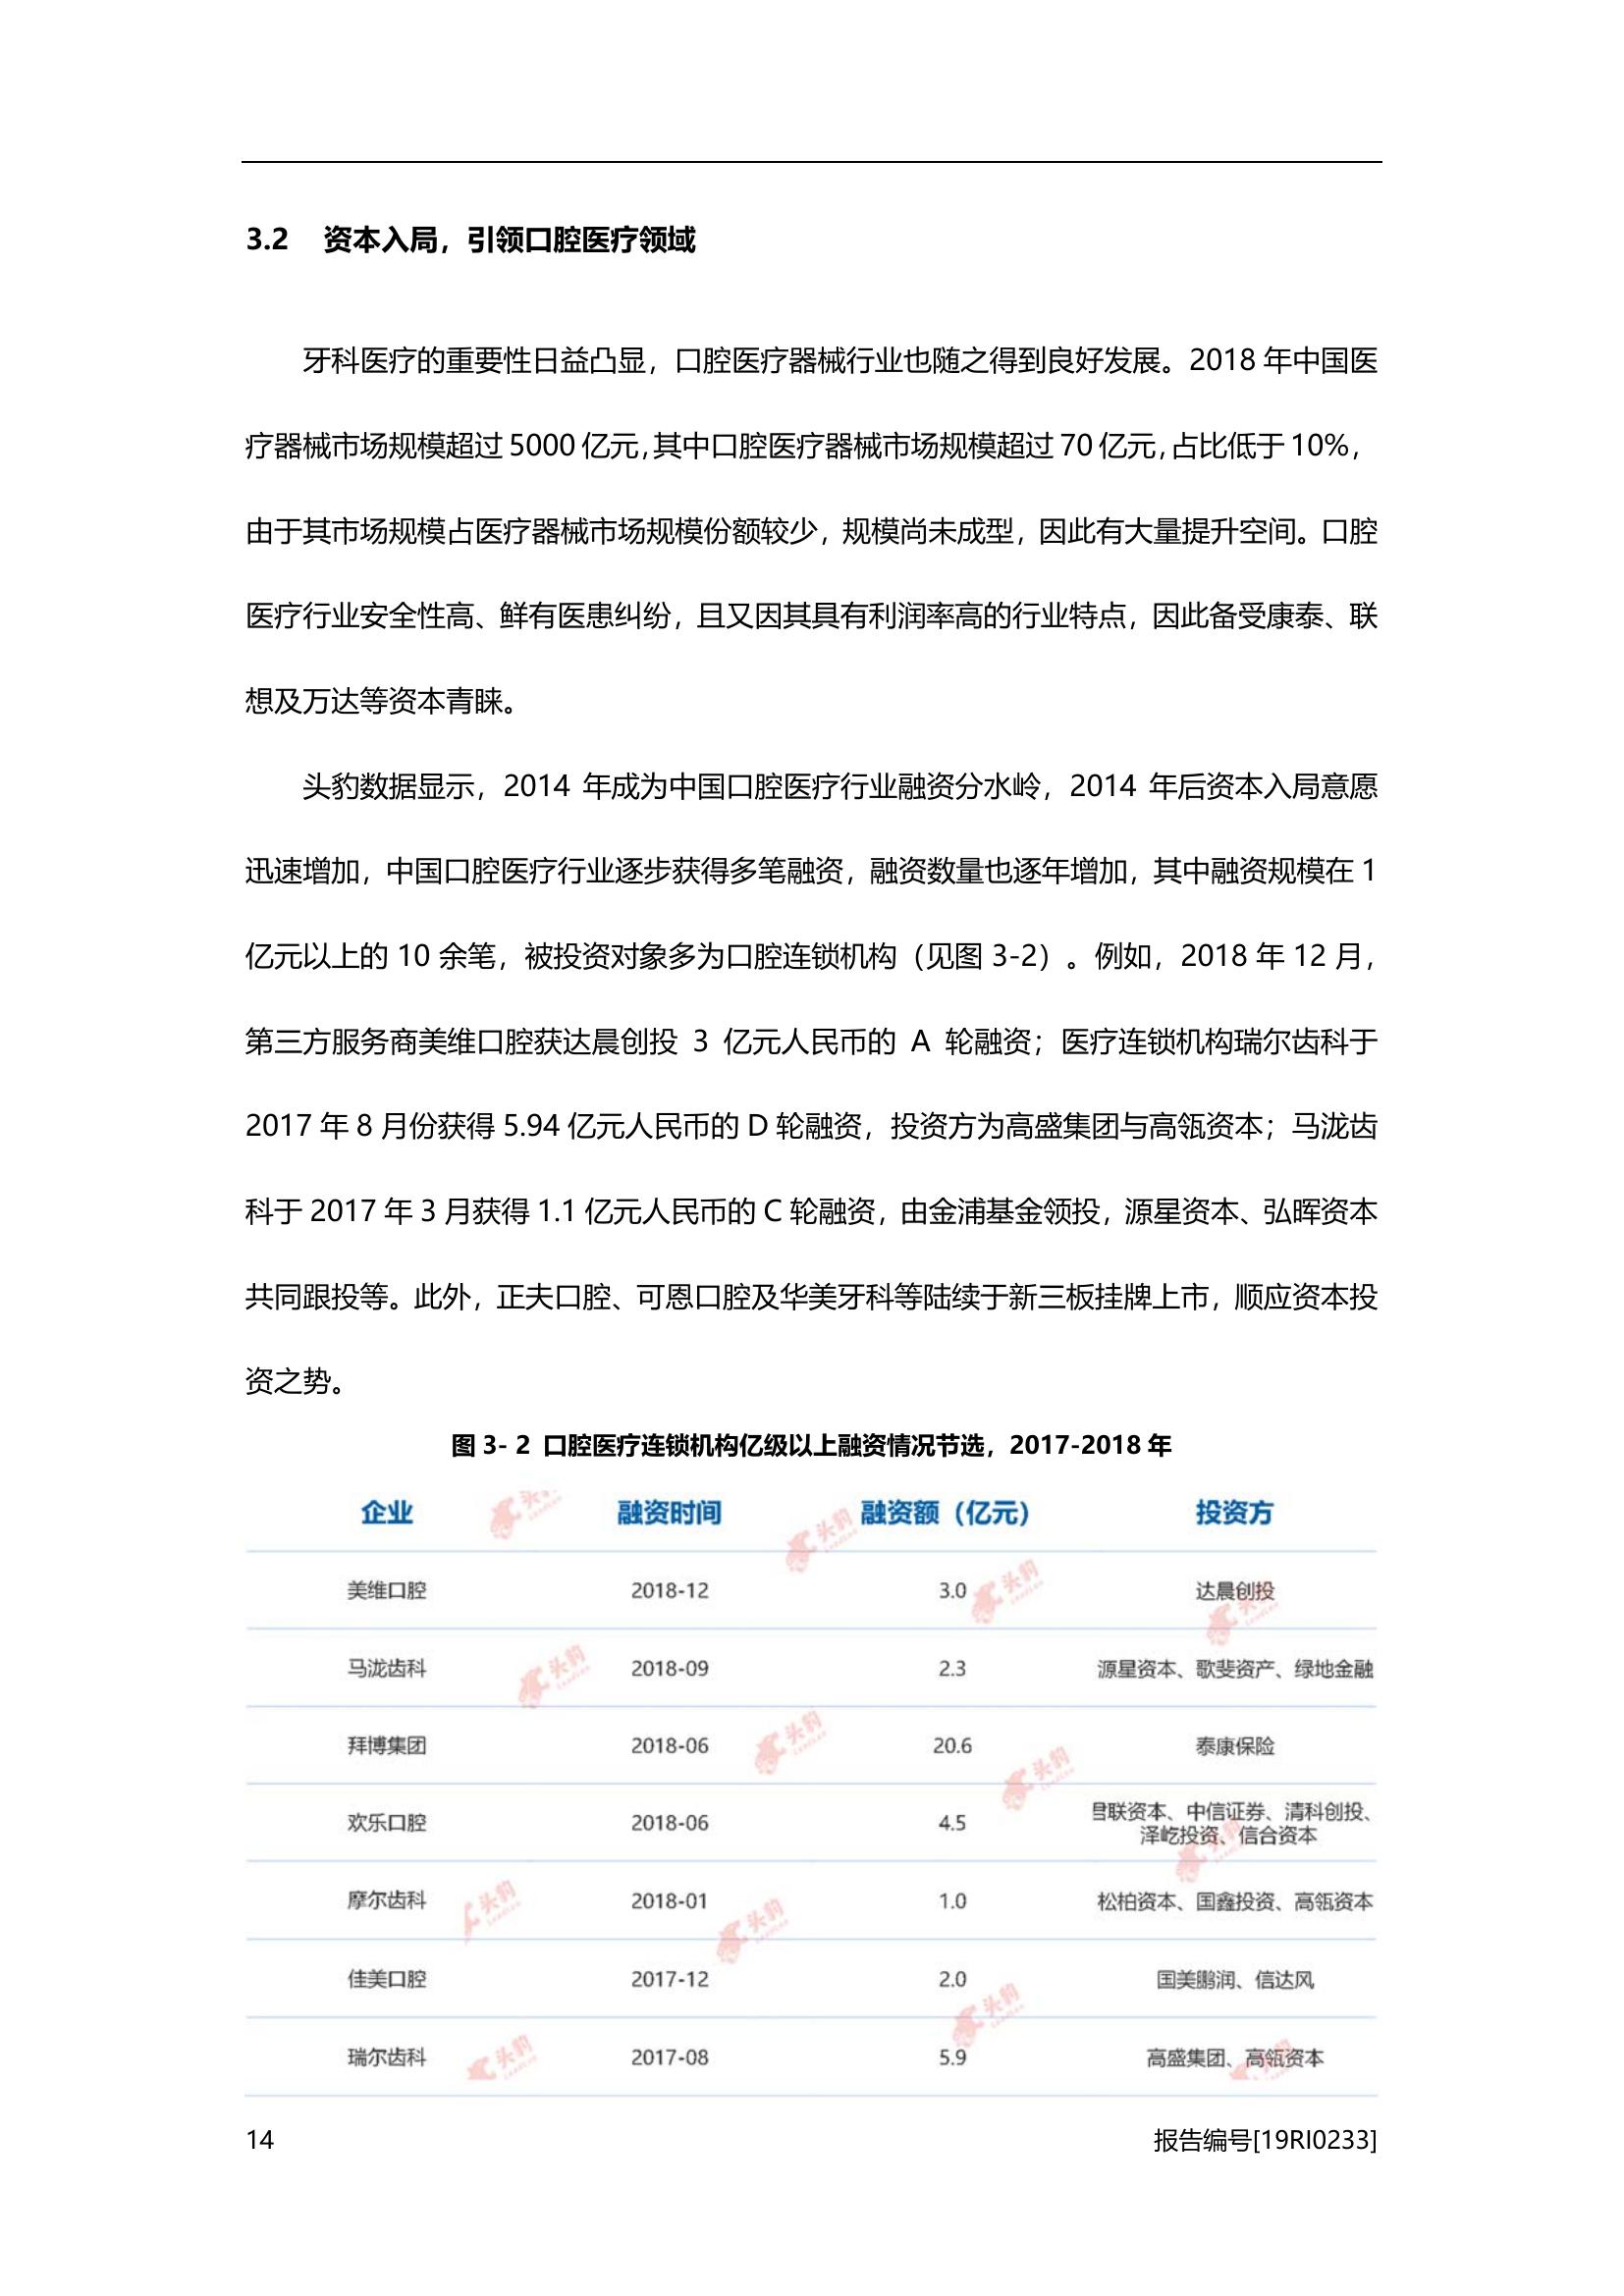 3.2 资本入局，引领口腔医疗领域
牙科医疗的重要性日益凸显，口腔医疗器械行业也随之得到良好发展。2018 年中国医
疗器械市场规模超过 5000 亿元，其中口腔医疗器械市场规模超过 70 亿元，占比低于 10%，
由于其市场规模占医疗器械市场规模份额较少，规模尚未成型，因此有大量提升空间。口腔
医疗行业安全性高、鲜有医患纠纷，且又因其具有利润率高的行业特点，因此备受康泰、联
想及万达等资本青睐。
头豹数据显示，2014 年成为中国口腔医疗行业融资分水岭，2014 年后资本入局意愿
迅速增加，中国口腔医疗行业逐步获得多笔融资，融资数量也逐年增加，其中融资规模在 1
亿元以上的 10 余笔，被投资对象多为口腔连锁机构（见图 3-2）。例如，2018 年 12 月，
第三方服务商美维口腔获达晨创投 3 亿元人民币的 A 轮融资；医疗连锁机构瑞尔齿科于
2017 年 8 月份获得 5.94 亿元人民币的 D 轮融资，投资方为高盛集团与高瓴资本；马泷齿
科于 2017 年 3 月获得 1.1 亿元人民币的 C 轮融资，由金浦基金领投，源星资本、弘晖资本
共同跟投等。此外，正夫口腔、可恩口腔及华美牙科等陆续于新三板挂牌上市，顺应资本投
资之势。
图 3- 2 口腔医疗连锁机构亿级以上融资情况节选，2017-2018 年
企业 融资时间 融资额（亿元） 投资方
美维口腔 2018-12 3.0 达晨创投
马泷齿科 2018-09 2.3 源星资本、歌斐资产、绿地金融
拜博集团 2018-06 20.6 泰康保险
欢乐口腔 2018-06 4.5 君联资本、中信证券、清科创投、
泽屹投资、信合资本
摩尔齿科 2018-01 1.0 松柏资本、国鑫投资、高瓴资本
佳美口腔 2017-12 2.0 国美鹏润、信达风
瑞尔齿科 2017-08 5.9 高盛集团、高瓴资本
14 报告编号[19RI0233]